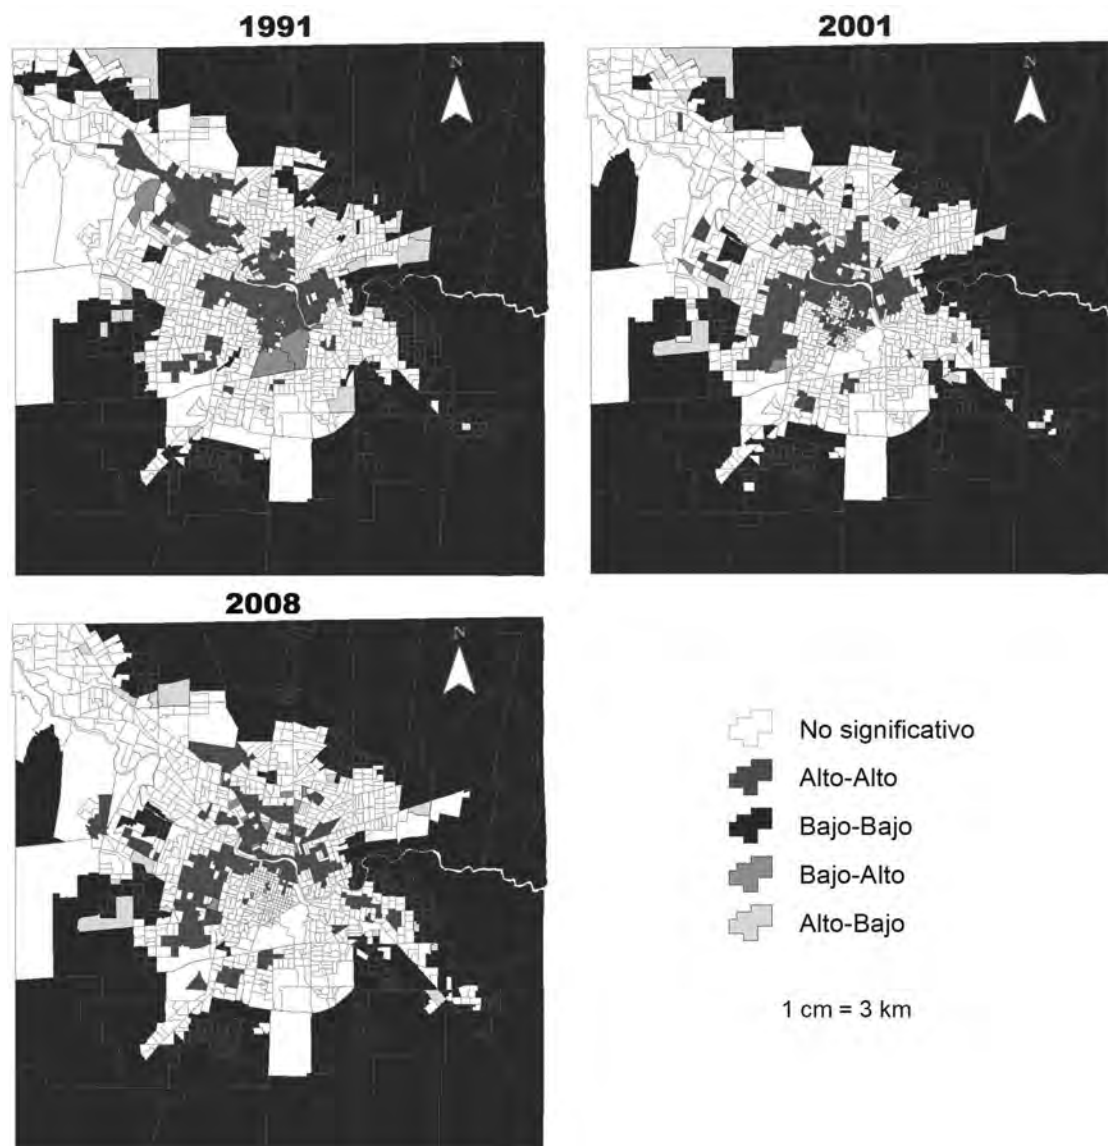 1991
2001
N
N
2008
N
No significativo
Alto-Alto
Bajo-Bajo
Bajo-Alto
Alto-Bajo
1 cm = 3 km